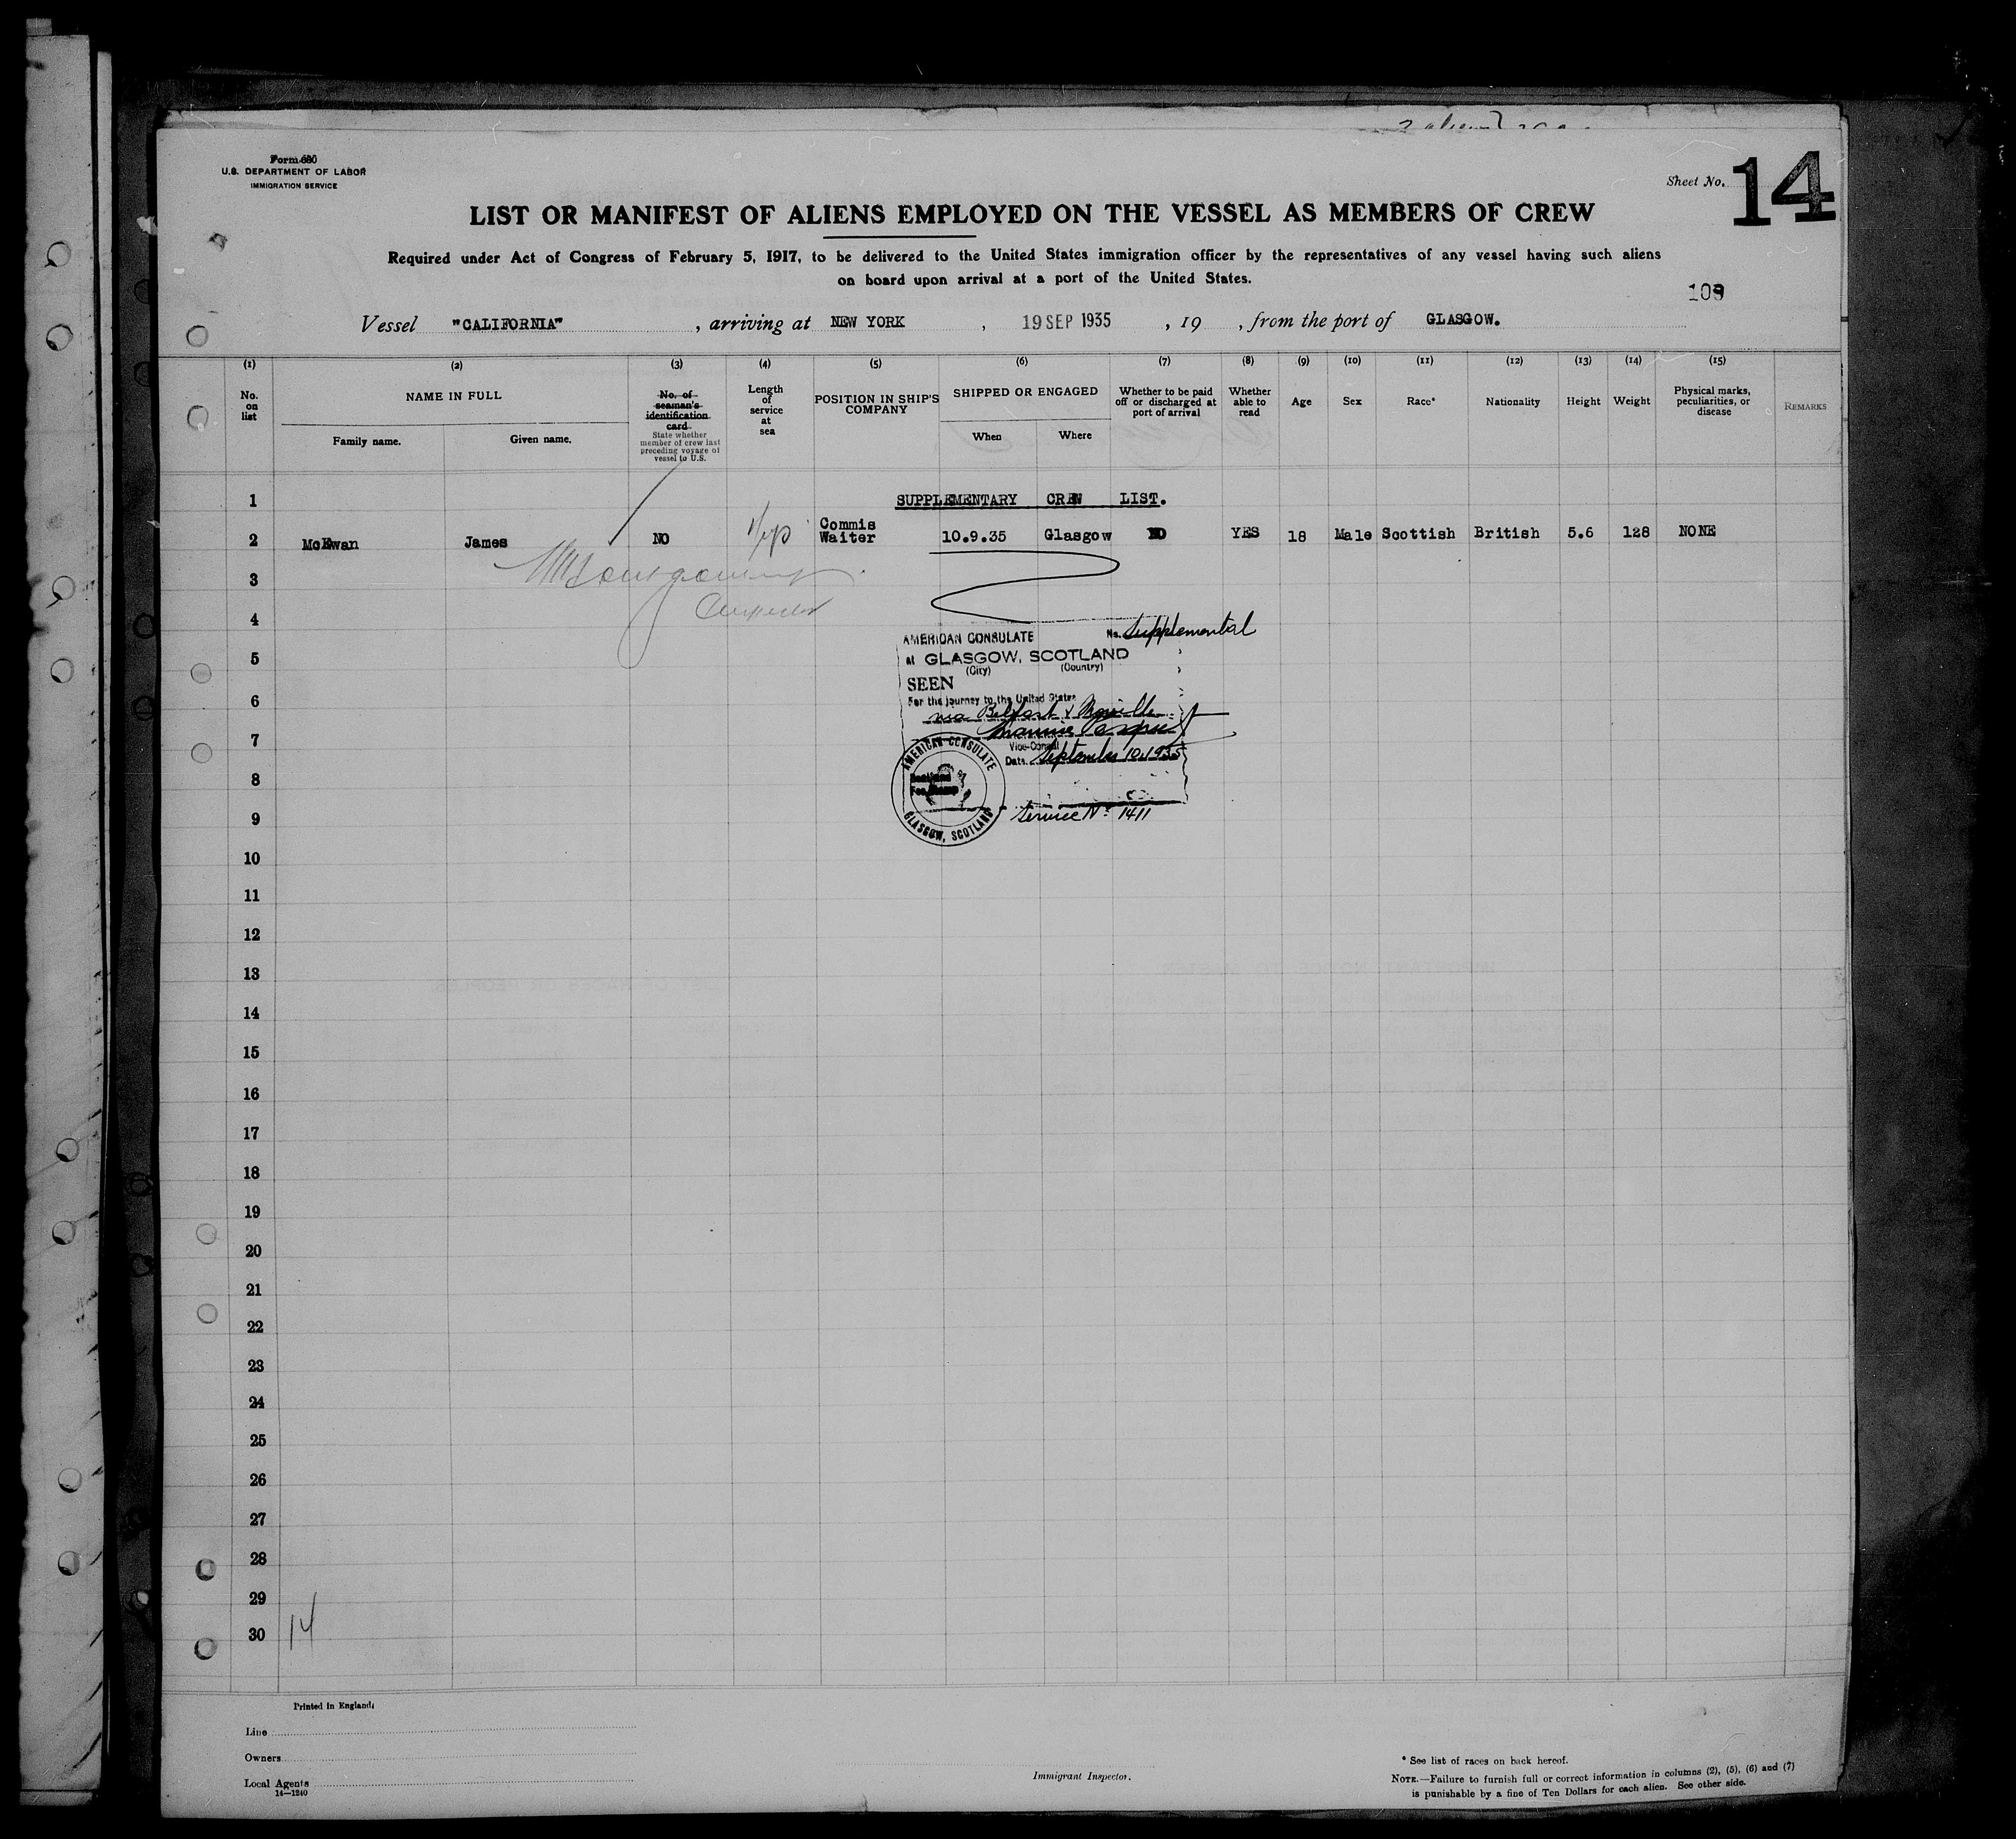 Form 680
U.S. DEPARTMENT OF LABOR
IMMIGRATION SERVICE
Sheet No. 14
LIST OR MANIFEST OF ALIENS EMPLOYED ON THE VESSEL AS MEMBERS OF CREW
Required under Act of Congress of February 5, 1917, to be delivered to the United States immigration officer by the representatives of any vessel having such aliens
on board upon arrival at a port of the United States.
109
Vessel "CALIFORNIA" , arriving at NEW YORK , 19 SEP 1935 , 19 , from the port of GLASGOW.
(1) (2) (3) (4) (5) (6) (7) (8) (9) (10) (11) (12) (13) (14) (15)
No. on list
NAME IN FULL
Family name. Given name.
No. of seaman's identification card
State whether member of crew last preceding voyage of vessel to U.S.
Length of service at sea
POSITION IN SHIP'S COMPANY
SHIPPED OR ENGAGED
When Where
Whether to be paid off or discharged at port of arrival
Whether able to read
Age
Sex
Race*
Nationality
Height
Weight
Physical marks, peculiarities, or disease
REMARKS
1 SUPPLEMENTARY CREW LIST.
2 McEwan James NO Commis Waiter 10.9.35 Glasgow NO YES 18 Male Scottish British 5.6 128 NONE
3
Montgomery
Inspector
4
AMERICAN CONSULATE No. Supplemental
5
at GLASGOW, SCOTLAND
(City) (Country)
SEEN
6
For the journey to the United States
via Belfast & Moville
7
Vice-Consul
Date September 10, 1935
AMERICAN CONSULATE
GLASGOW, SCOTLAND
8
9
Service No. 1411
10
11
12
13
14
15
16
17
18
19
20
21
22
23
24
25
26
27
28
29
30 14
Printed in England.
Line
Owners
Local Agents
14—1240
Immigrant Inspector.
* See list of races on back hereof.
NOTE.—Failure to furnish full or correct information in columns (2), (5), (6) and (7)
is punishable by a fine of Ten Dollars for each alien. See other side.